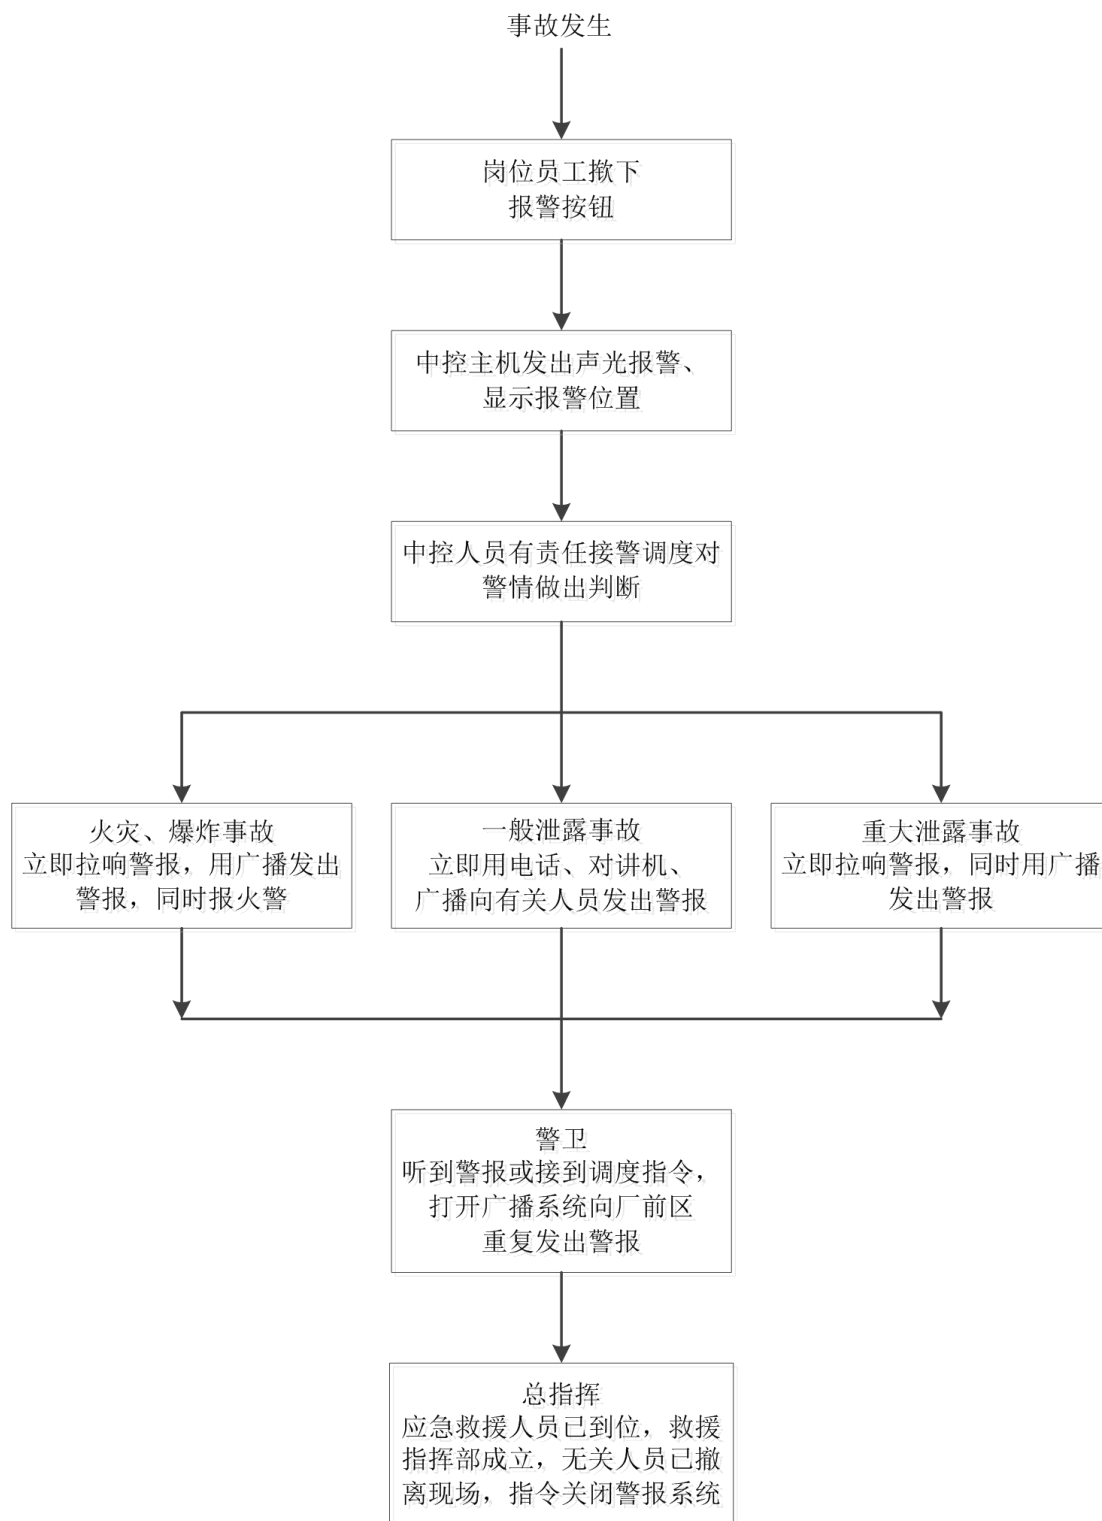 事故发生
岗位员工揿下
报警按钮
中控主机发出声光报警、
显示报警位置
中控人员有责任接警调度对
警情做出判断
火灾、爆炸事故
立即拉响警报，用广播发出
警报，同时报火警
一般泄露事故
立即用电话、对讲机、
广播向有关人员发出警报
重大泄露事故
立即拉响警报，同时用广播
发出警报
警卫
听到警报或接到调度指令，
打开广播系统向厂前区
重复发出警报
总指挥
应急救援人员已到位，救援
指挥部成立，无关人员已撤
离现场，指令关闭警报系统